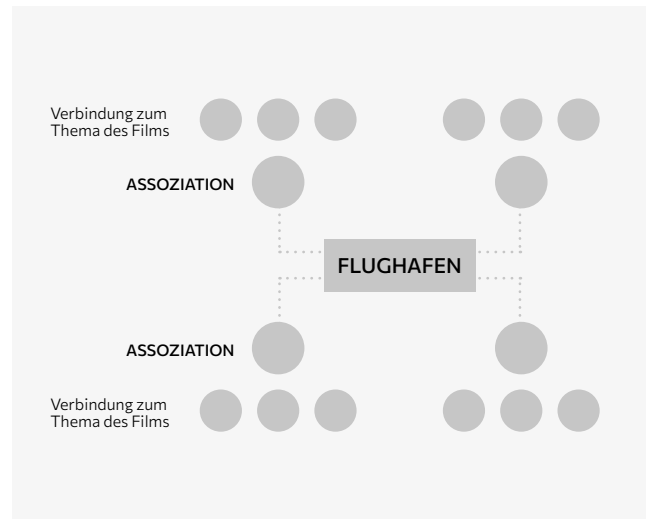 Verbindung zum
Thema des Films
ASSOZIATION
FLUGHAFEN
ASSOZIATION
Verbindung zum
Thema des Films